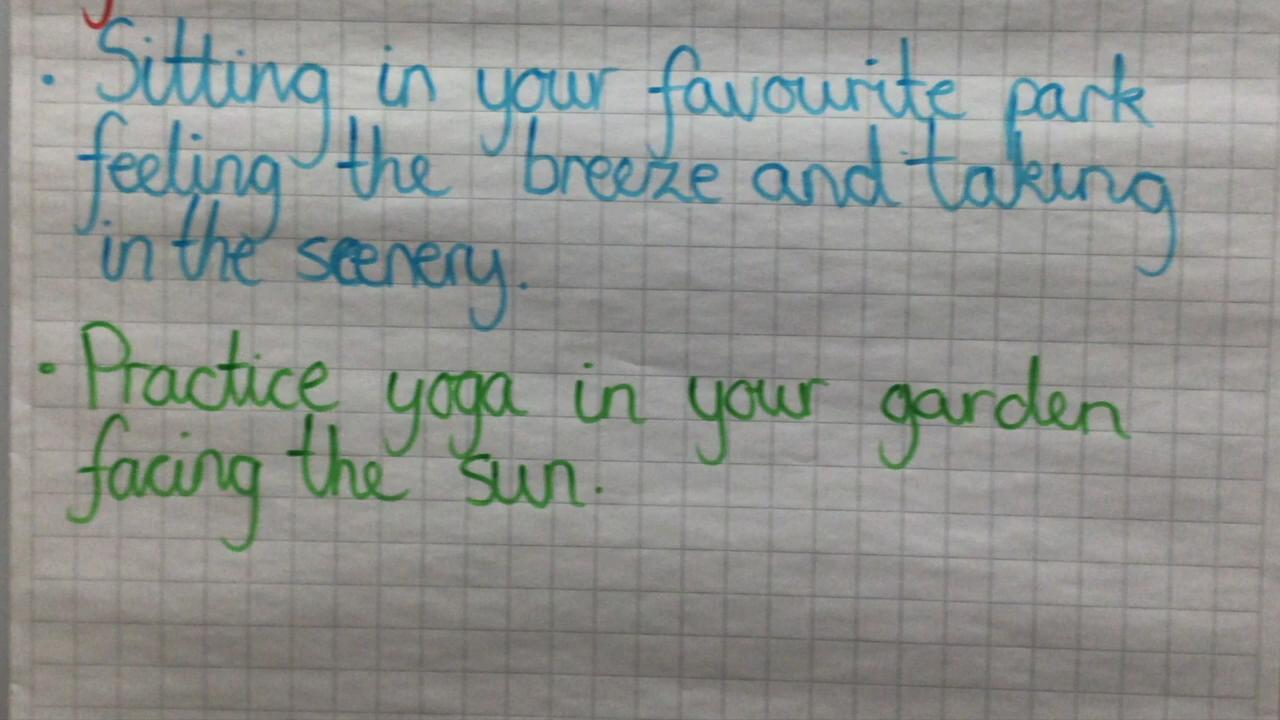 · Sitting in your favourite park
feeling the breeze and taking
in the scenery.
· Practice yoga in your garden
facing the sun.